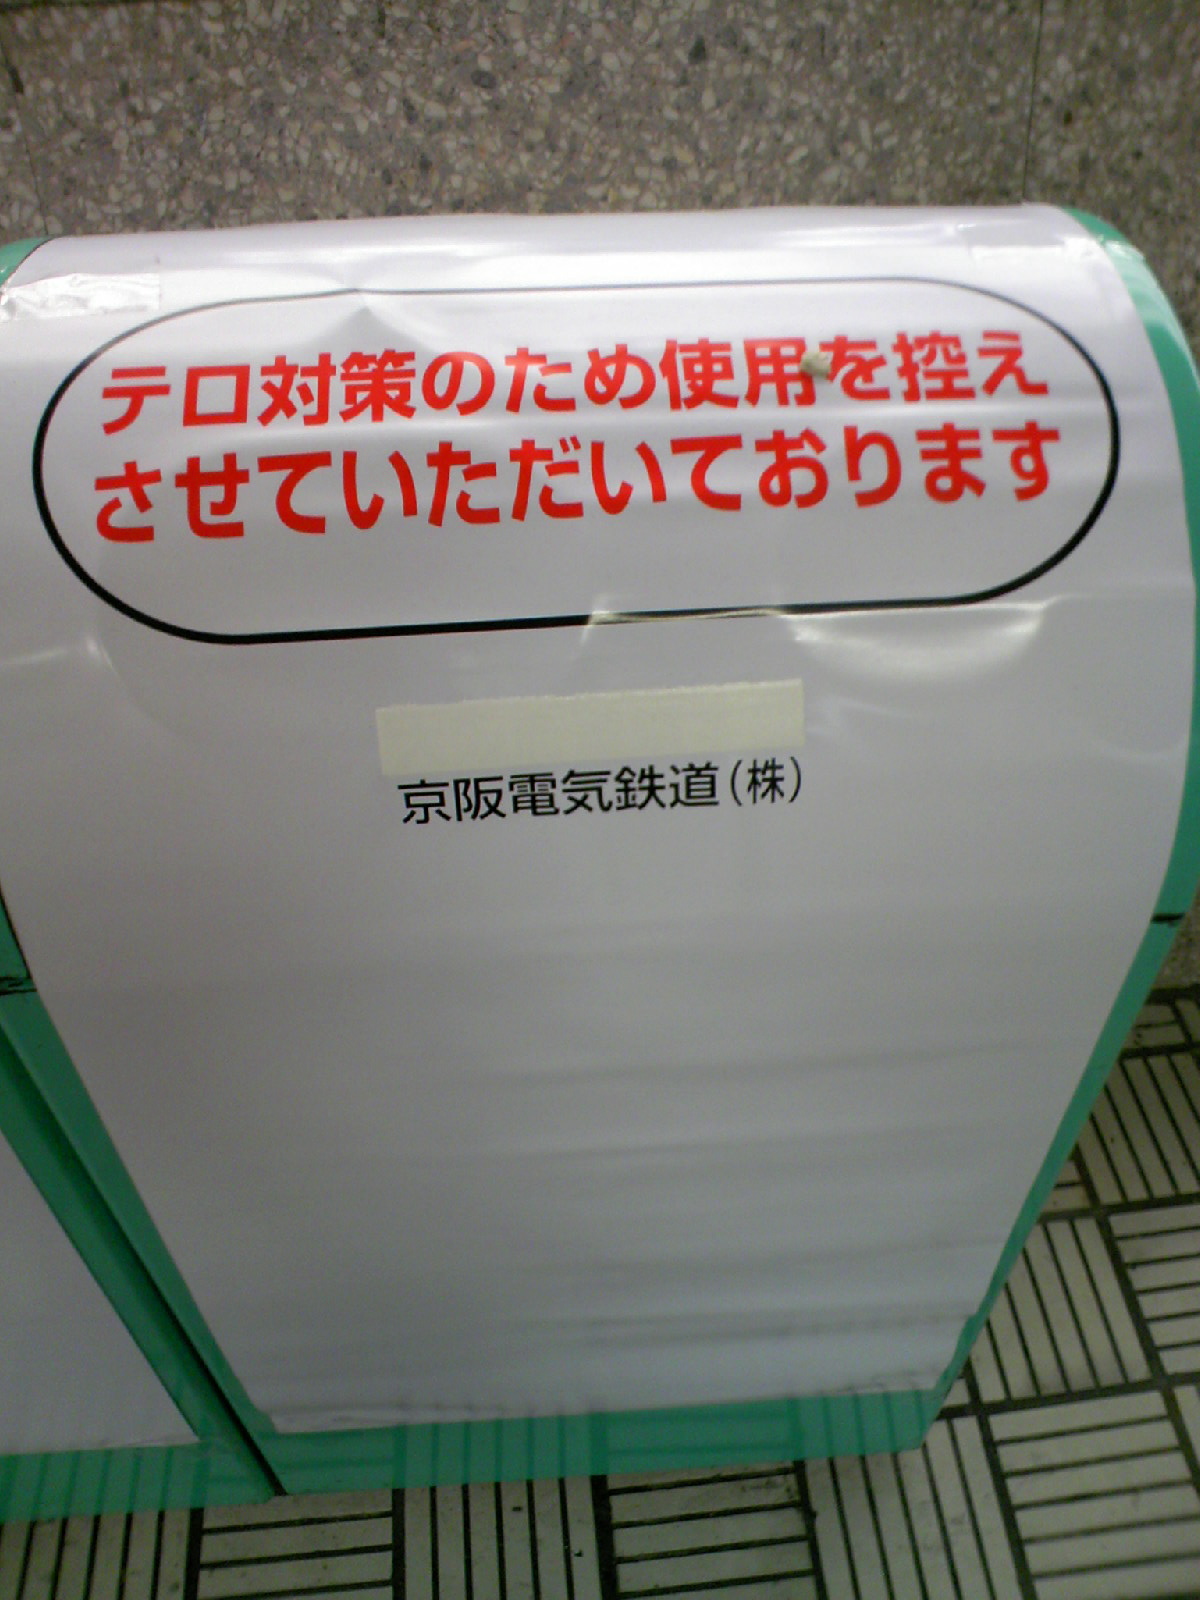 テロ対策のため使用を控え
させていただいております
京阪電気鉄道(株)